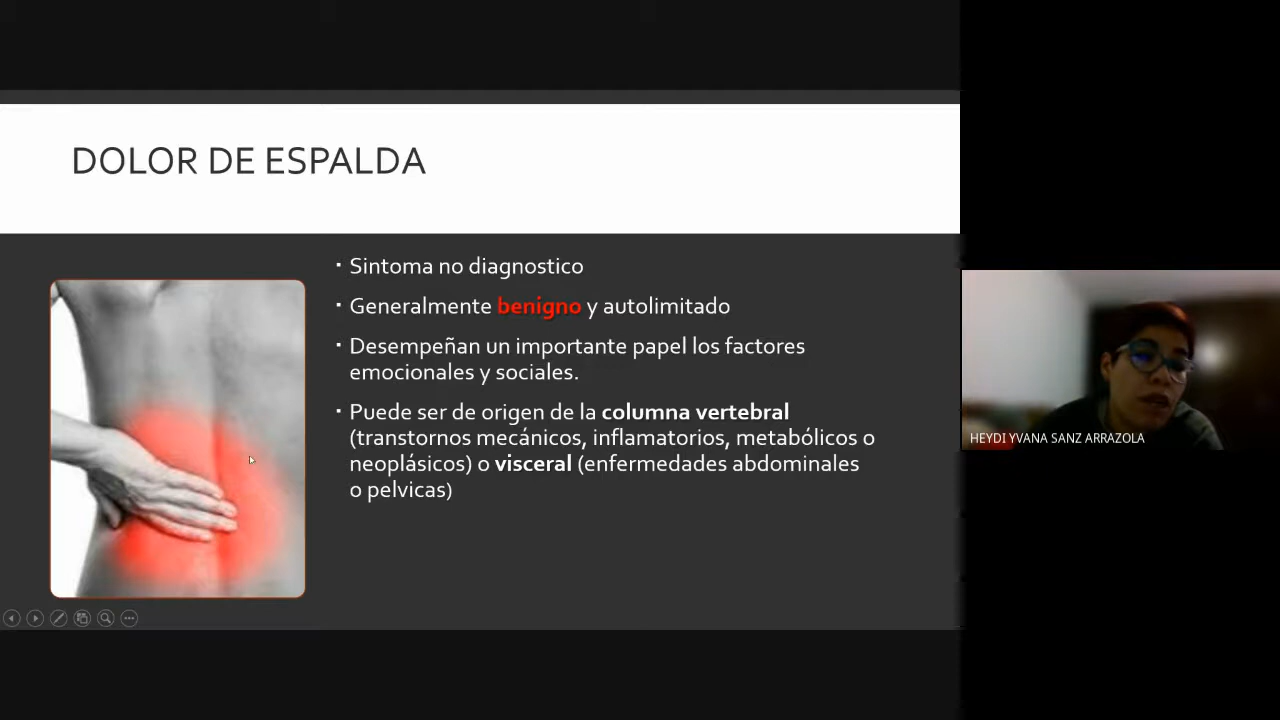 DOLOR DE ESPALDA
▪ Sintoma no diagnostico
▪ Generalmente benigno y autolimitado
▪ Desempeñan un importante papel los factores
emocionales y sociales.
▪ Puede ser de origen de la columna vertebral
(transtornos mecánicos, inflamatorios, metabólicos o
neoplásicos) o visceral (enfermedades abdominales
o pelvicas)
HEYDI YVANA SANZ ARRAZOLA